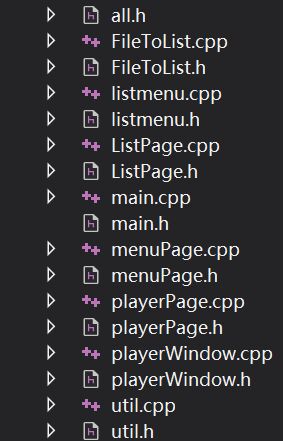 all.h
FileToList.cpp
FileToList.h
listmenu.cpp
listmenu.h
ListPage.cpp
ListPage.h
main.cpp
main.h
menuPage.cpp
menuPage.h
playerPage.cpp
playerPage.h
playerWindow.cpp
playerWindow.h
util.cpp
util.h